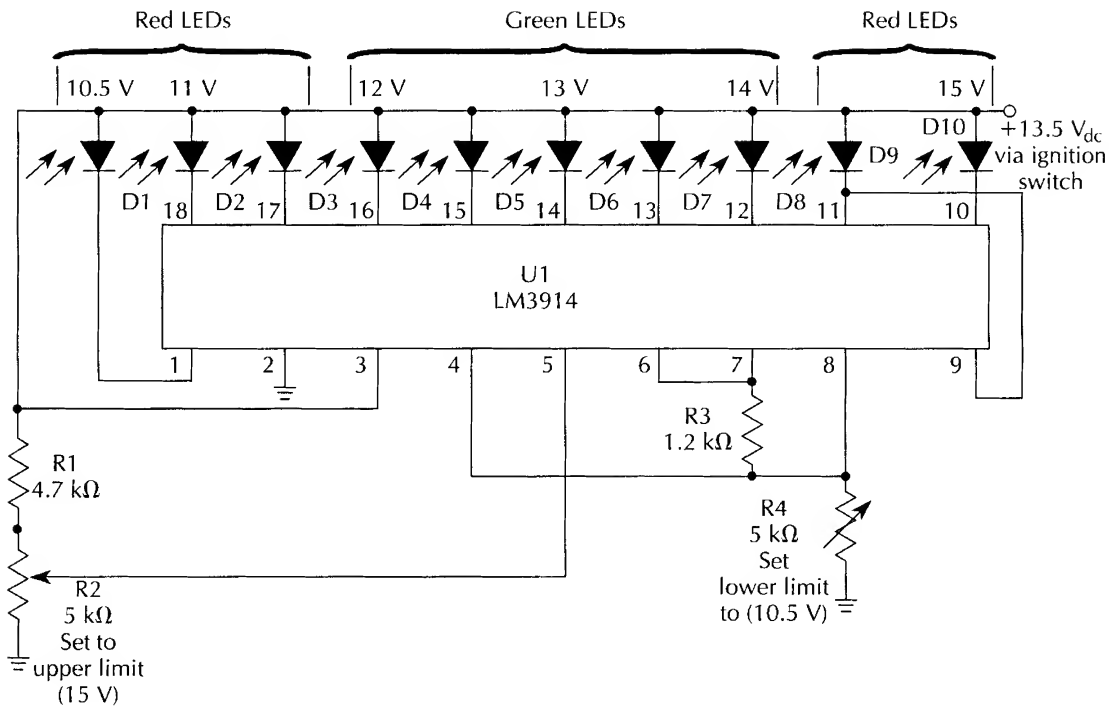 Red LEDs
Green LEDs
Red LEDs
10.5 V
11 V
12 V
13 V
14 V
15 V
+13.5 Vdc
via ignition
switch
D1
D2
D3
D4
D5
D6
D7
D8
D9
D10
18
17
16
15
14
13
12
11
10
U1
LM3914
1
2
3
4
5
6
7
8
9
R1
4.7 kΩ
R2
5 kΩ
Set to
upper limit
(15 V)
R3
1.2 kΩ
R4
5 kΩ
Set
lower limit
to (10.5 V)